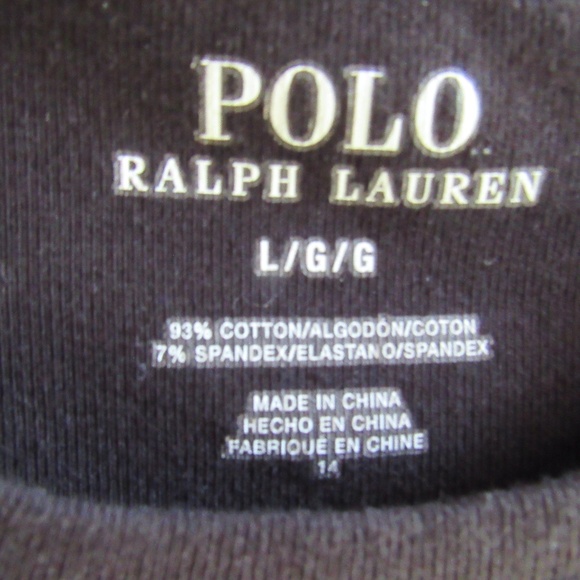 POLO
RALPH LAUREN
L/G/G
93% COTTON/ALGODÓN/COTON
7% SPANDEX/ELASTANO/SPANDEX
MADE IN CHINA
HECHO EN CHINA
FABRIQUÉ EN CHINE
14